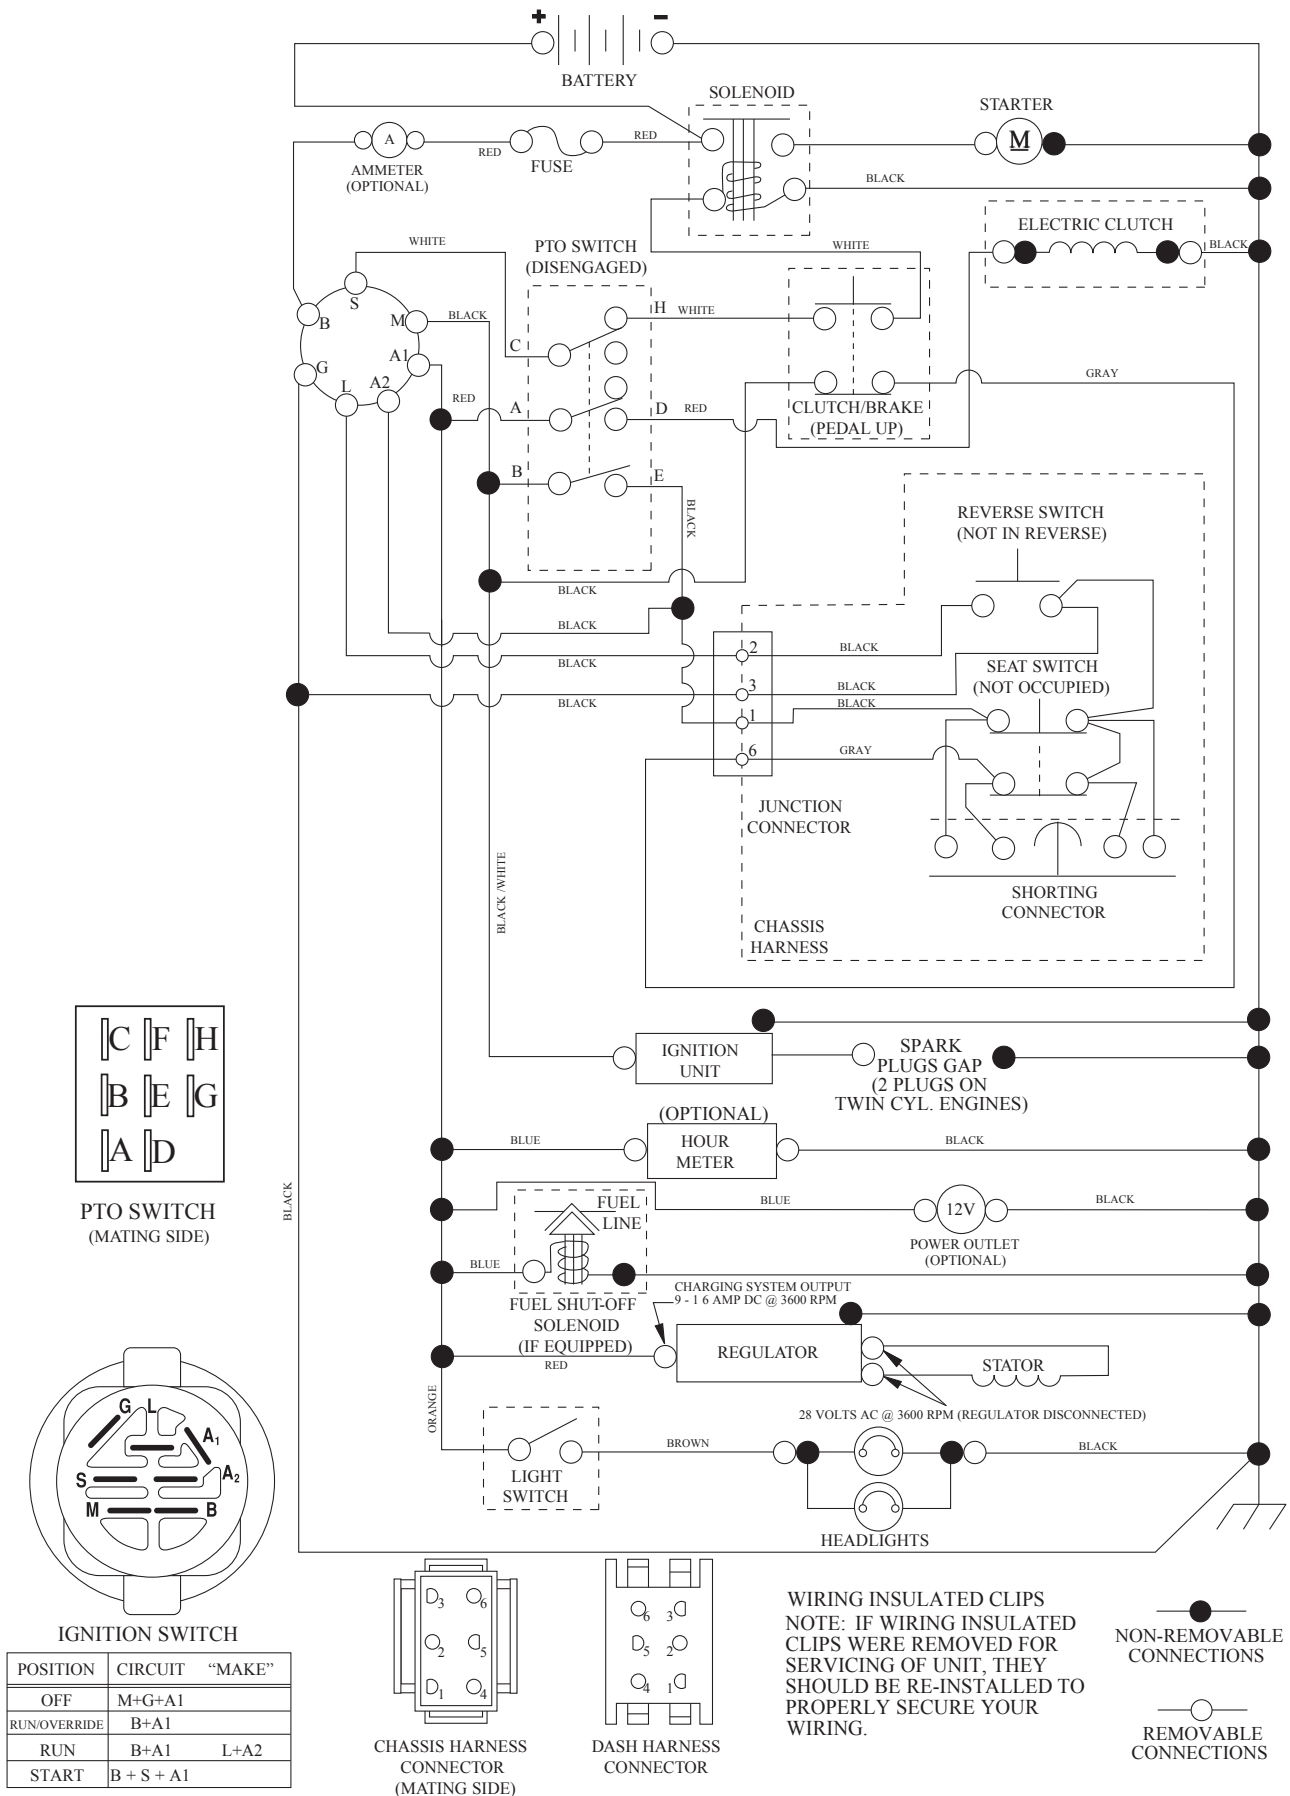 + −
BATTERY
SOLENOID
STARTER
M
A
RED
FUSE
RED
AMMETER
(OPTIONAL)
BLACK
ELECTRIC CLUTCH
BLACK
WHITE
PTO SWITCH
(DISENGAGED)
WHITE
S
B
M
BLACK
H
WHITE
C
G
A1
L
A2
RED
A
D
RED
CLUTCH/BRAKE
(PEDAL UP)
GRAY
B
E
BLACK
REVERSE SWITCH
(NOT IN REVERSE)
BLACK
BLACK
2
BLACK
BLACK
SEAT SWITCH
(NOT OCCUPIED)
3
BLACK
BLACK
BLACK
1
6
GRAY
JUNCTION
CONNECTOR
BLACK /WHITE
SHORTING
CONNECTOR
CHASSIS
HARNESS
C F H
B E G
A D
PTO SWITCH
(MATING SIDE)
IGNITION
UNIT
SPARK
PLUGS GAP
(2 PLUGS ON
TWIN CYL. ENGINES)
(OPTIONAL)
BLUE
HOUR
METER
BLACK
BLACK
FUEL
LINE
BLUE
12V
BLACK
POWER OUTLET
(OPTIONAL)
BLUE
FUEL SHUT-OFF
SOLENOID
(IF EQUIPPED)
CHARGING SYSTEM OUTPUT
9 - 1 6 AMP DC @ 3600 RPM
RED
REGULATOR
STATOR
28 VOLTS AC @ 3600 RPM (REGULATOR DISCONNECTED)
ORANGE
LIGHT
SWITCH
BROWN
BLACK
HEADLIGHTS
G L
A1
S
A2
M B
IGNITION SWITCH
POSITION CIRCUIT “MAKE”
OFF M+G+A1
RUN/OVERRIDE B+A1
RUN B+A1 L+A2
START B + S + A1
3 6
2 5
1 4
CHASSIS HARNESS
CONNECTOR
(MATING SIDE)
6 3
5 2
4 1
DASH HARNESS
CONNECTOR
WIRING INSULATED CLIPS
NOTE: IF WIRING INSULATED
CLIPS WERE REMOVED FOR
SERVICING OF UNIT, THEY
SHOULD BE RE-INSTALLED TO
PROPERLY SECURE YOUR
WIRING.
NON-REMOVABLE
CONNECTIONS
REMOVABLE
CONNECTIONS